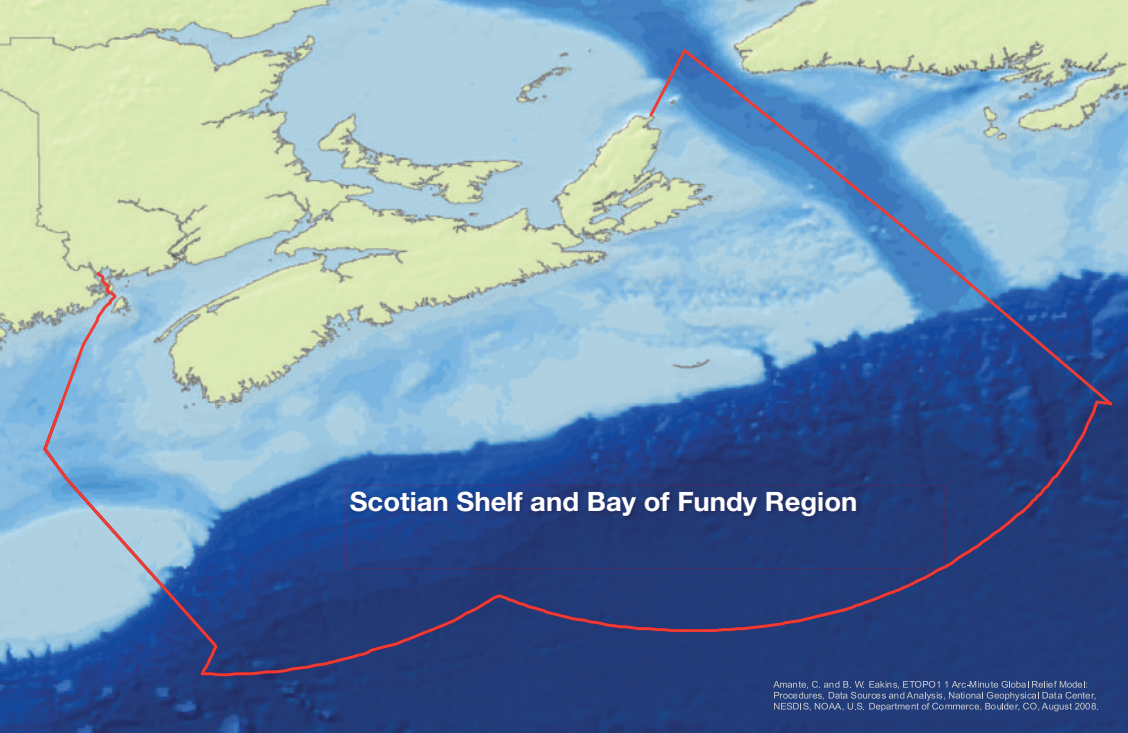 Scotian Shelf and Bay of Fundy Region
Amante, C. and B. W. Eakins, ETOPO1 1 Arc-Minute Global Relief Model:
Procedures, Data Sources and Analysis, National Geophysical Data Center,
NESDIS, NOAA, U.S. Department of Commerce, Boulder, CO, August 2008.